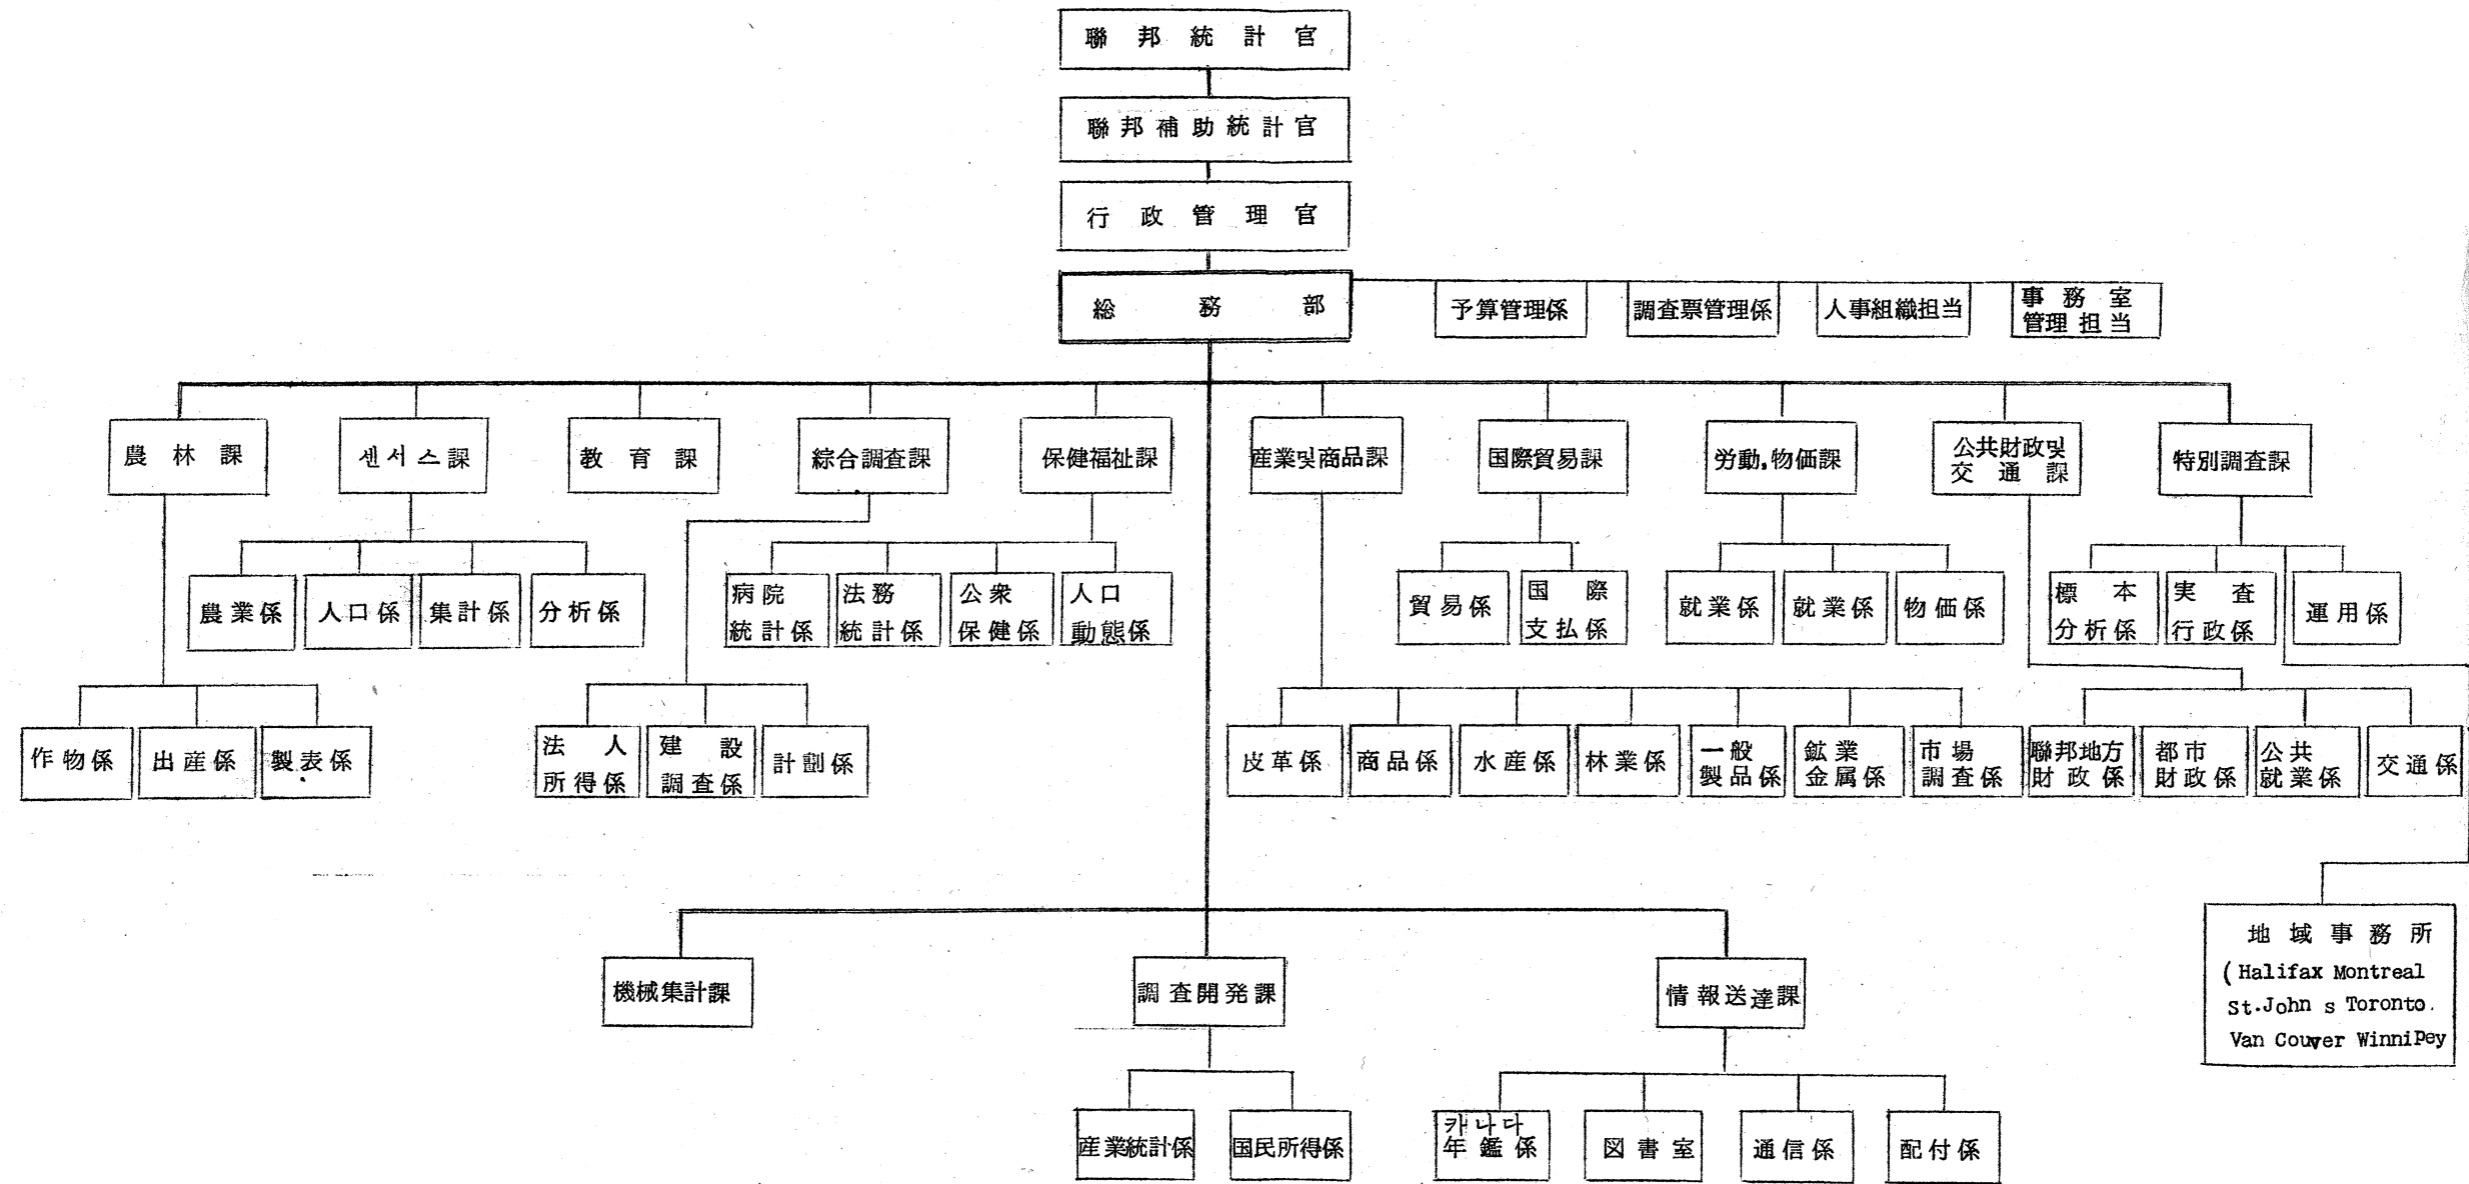 聯邦統計官
聯邦補助統計官
行政管理官
総務部
予算管理係
調査票管理係
人事組織担当
事務室
管理担当
農林課
센서스課
教育課
綜合調査課
保健福祉課
産業및商品課
国際貿易課
労動,物価課
公共財政및
交通課
特別調査課
農業係
人口係
集計係
分析係
病院
統計係
法務
統計係
公衆
保健係
人口
動態係
貿易係
国際
支払係
就業係
就業係
物価係
標本
分析係
実査
行政係
運用係
作物係
出産係
製表係
法人
所得係
建設
調査係
計劃係
皮革係
商品係
水産係
林業係
一般
製品係
鉱業
金属係
市場
調査係
聯邦地方
財政係
都市
財政係
公共
就業係
交通係
機械集計課
調査開発課
情報送達課
地域事務所
(Halifax Montreal
St.John s Toronto.
Van Couver WinniPey
産業統計係
国民所得係
카나다
年鑑係
図書室
通信係
配付係